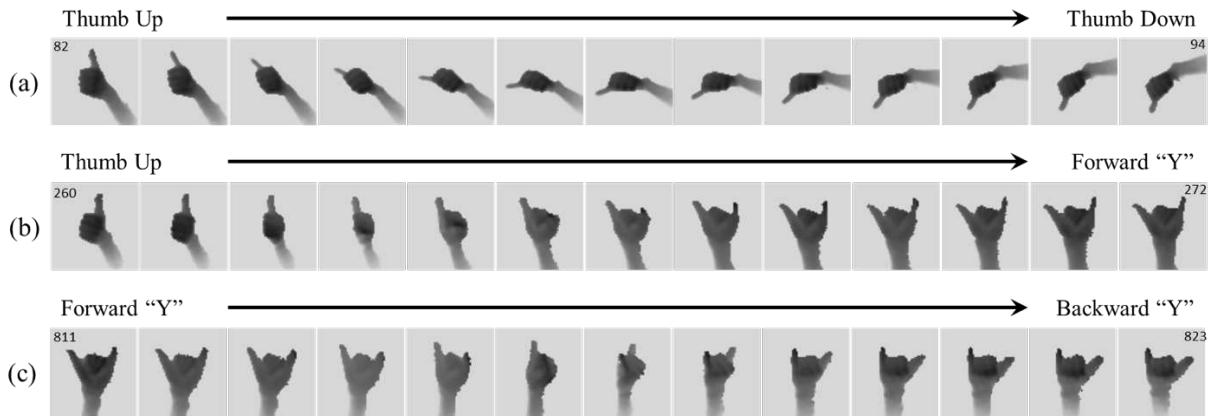 Thumb Up Thumb Down
82 94
(a)
Thumb Up Forward “Y”
260 272
(b)
Forward “Y” Backward “Y”
811 823
(c)